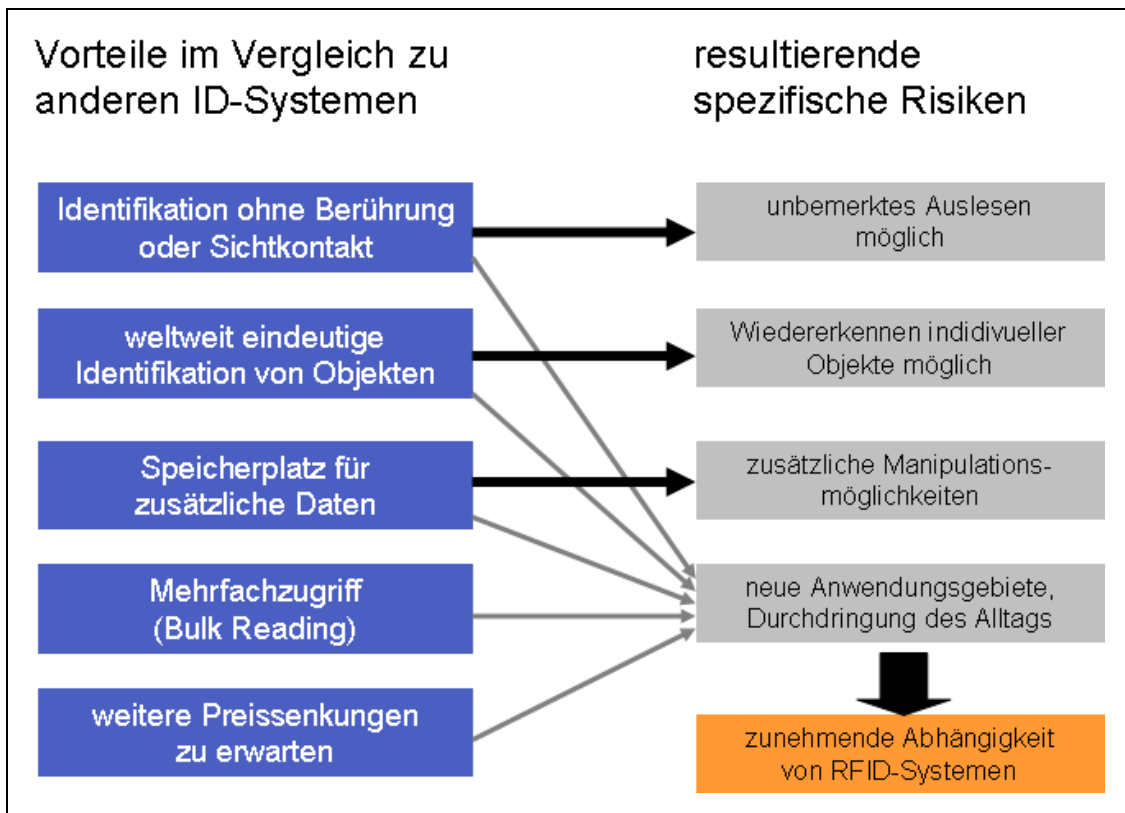 Vorteile im Vergleich zu
anderen ID-Systemen
resultierende
spezifische Risiken
Identifikation ohne Berührung
oder Sichtkontakt
unbemerktes Auslesen
möglich
weltweit eindeutige
Identifikation von Objekten
Wiedererkennen indidivueller
Objekte möglich
Speicherplatz für
zusätzliche Daten
zusätzliche Manipulations-
möglichkeiten
Mehrfachzugriff
(Bulk Reading)
neue Anwendungsgebiete,
Durchdringung des Alltags
weitere Preissenkungen
zu erwarten
zunehmende Abhängigkeit
von RFID-Systemen